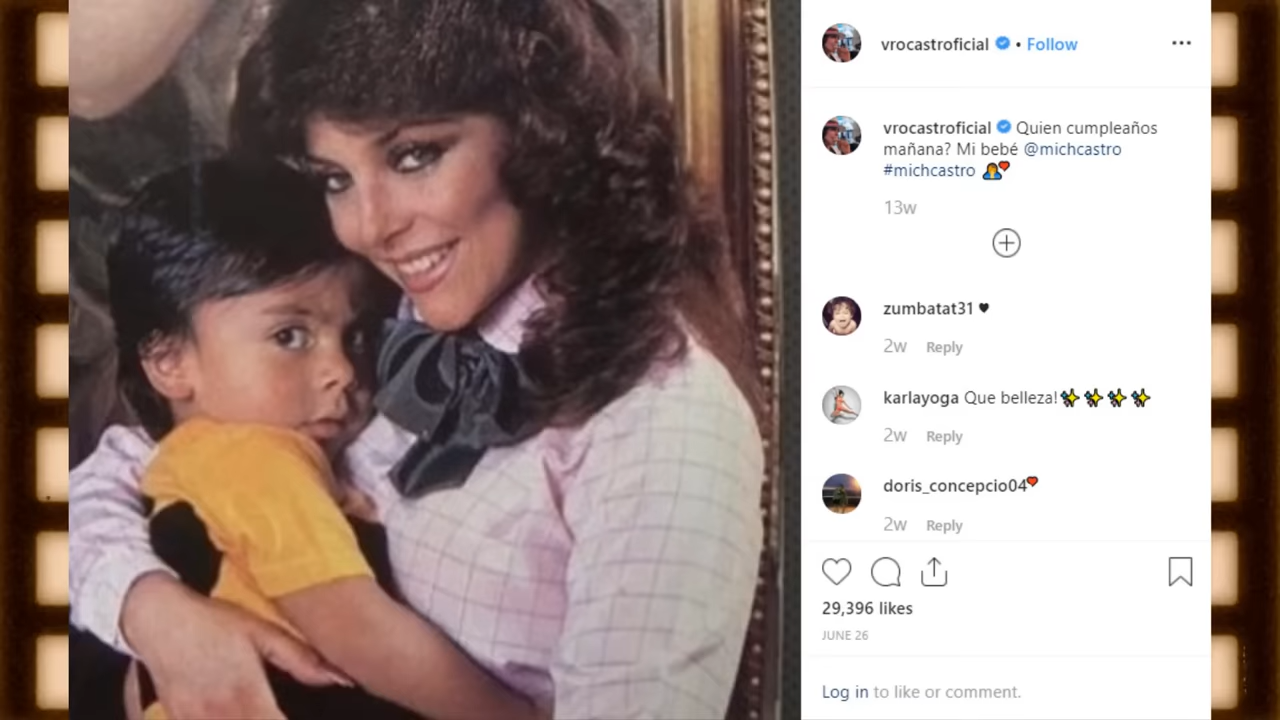 vrocastroficial • Follow
vrocastroficial Quien cumpleaños
mañana? Mi bebé @michcastro
#michcastro
13w
zumbatat31
2w Reply
karlayoga Que belleza!
2w Reply
doris_concepcio04
2w Reply
29,396 likes
JUNE 26
Log in to like or comment.